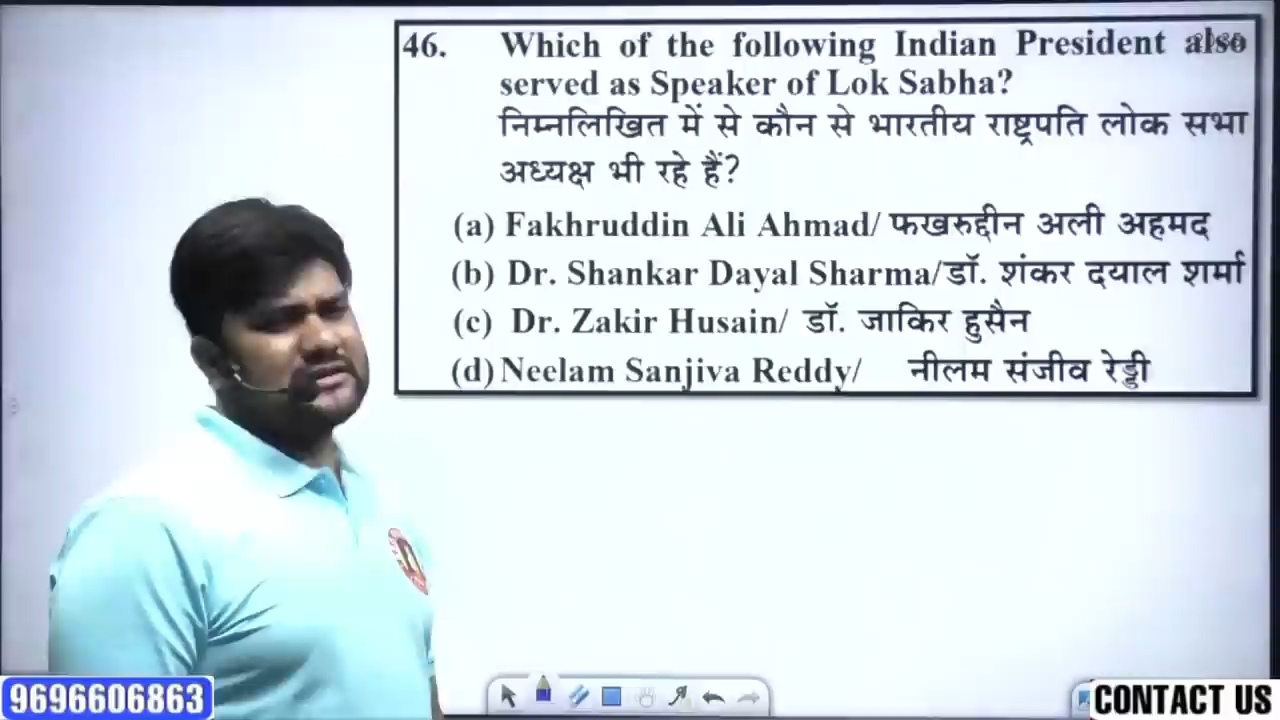 46. Which of the following Indian President also
served as Speaker of Lok Sabha?
निम्नलिखित में से कौन से भारतीय राष्ट्रपति लोक सभा
अध्यक्ष भी रहे हैं?
(a) Fakhruddin Ali Ahmad/ फखरुद्दीन अली अहमद
(b) Dr. Shankar Dayal Sharma/डॉ. शंकर दयाल शर्मा
(c) Dr. Zakir Husain/ डॉ. जाकिर हुसैन
(d) Neelam Sanjiva Reddy/ नीलम संजीव रेड्डी
9696606863
CONTACT US